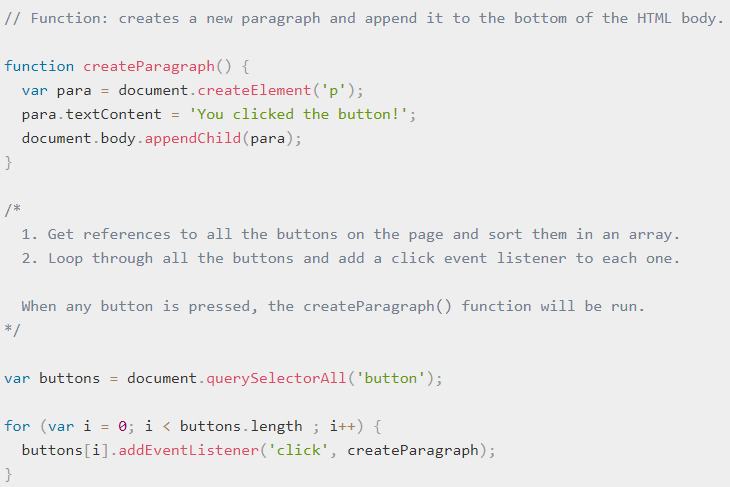 // Function: creates a new paragraph and append it to the bottom of the HTML body.
function createParagraph() {
  var para = document.createElement('p');
  para.textContent = 'You clicked the button!';
  document.body.appendChild(para);
}
/*
  1. Get references to all the buttons on the page and sort them in an array.
  2. Loop through all the buttons and add a click event listener to each one.
  When any button is pressed, the createParagraph() function will be run.
*/
var buttons = document.querySelectorAll('button');
for (var i = 0; i < buttons.length ; i++) {
  buttons[i].addEventListener('click', createParagraph);
}